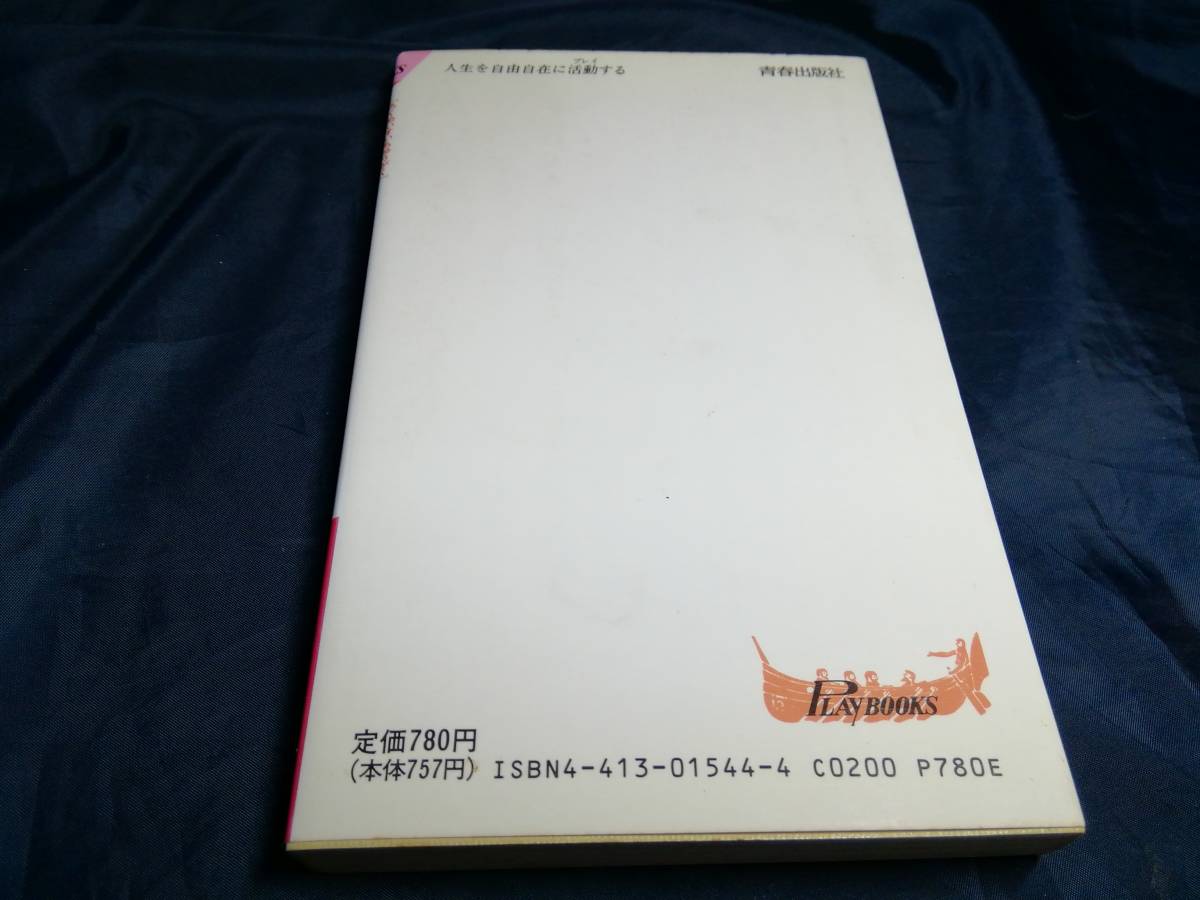 人生を自由自在に活動する
プレイ
青春出版社
PLAY BOOKS
定価780円
(本体757円) ISBN4-413-01544-4 C0200 P780E